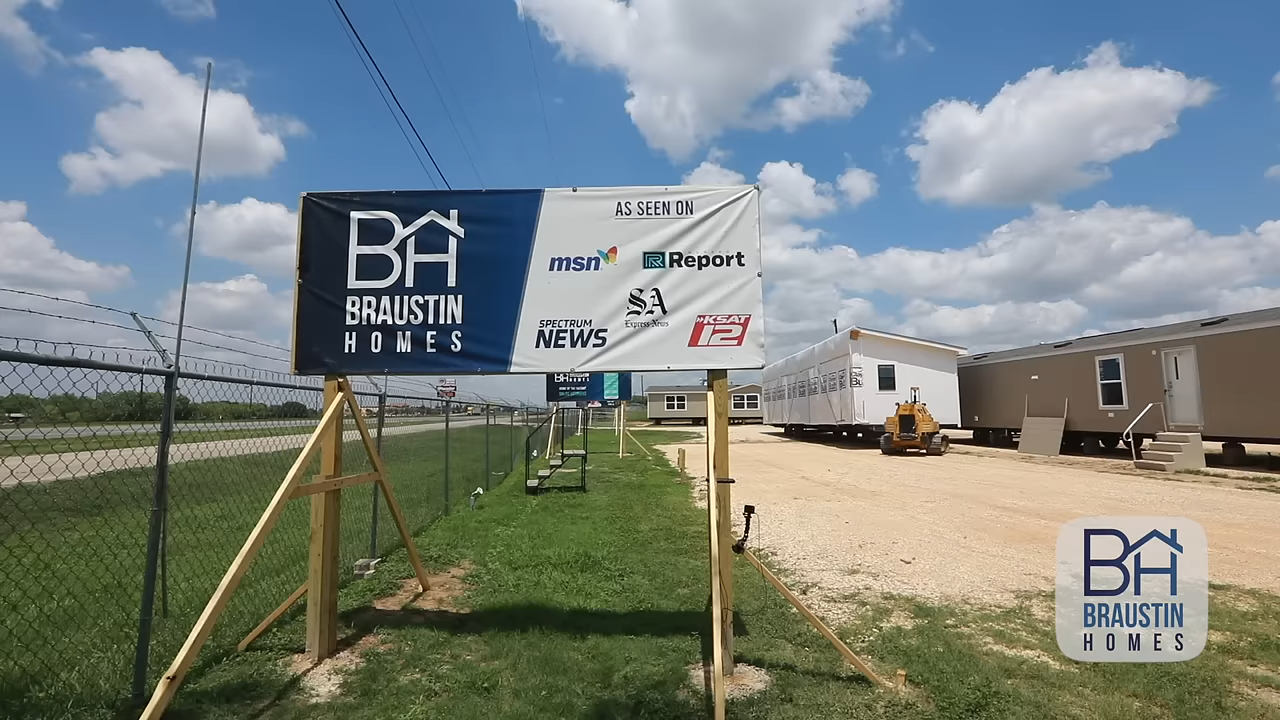 BH
BRAUSTIN
HOMES
AS SEEN ON
msn
Report
SA
Express-News
SPECTRUM
NEWS
KSAT
12
BH
BRAUSTIN
HOMES